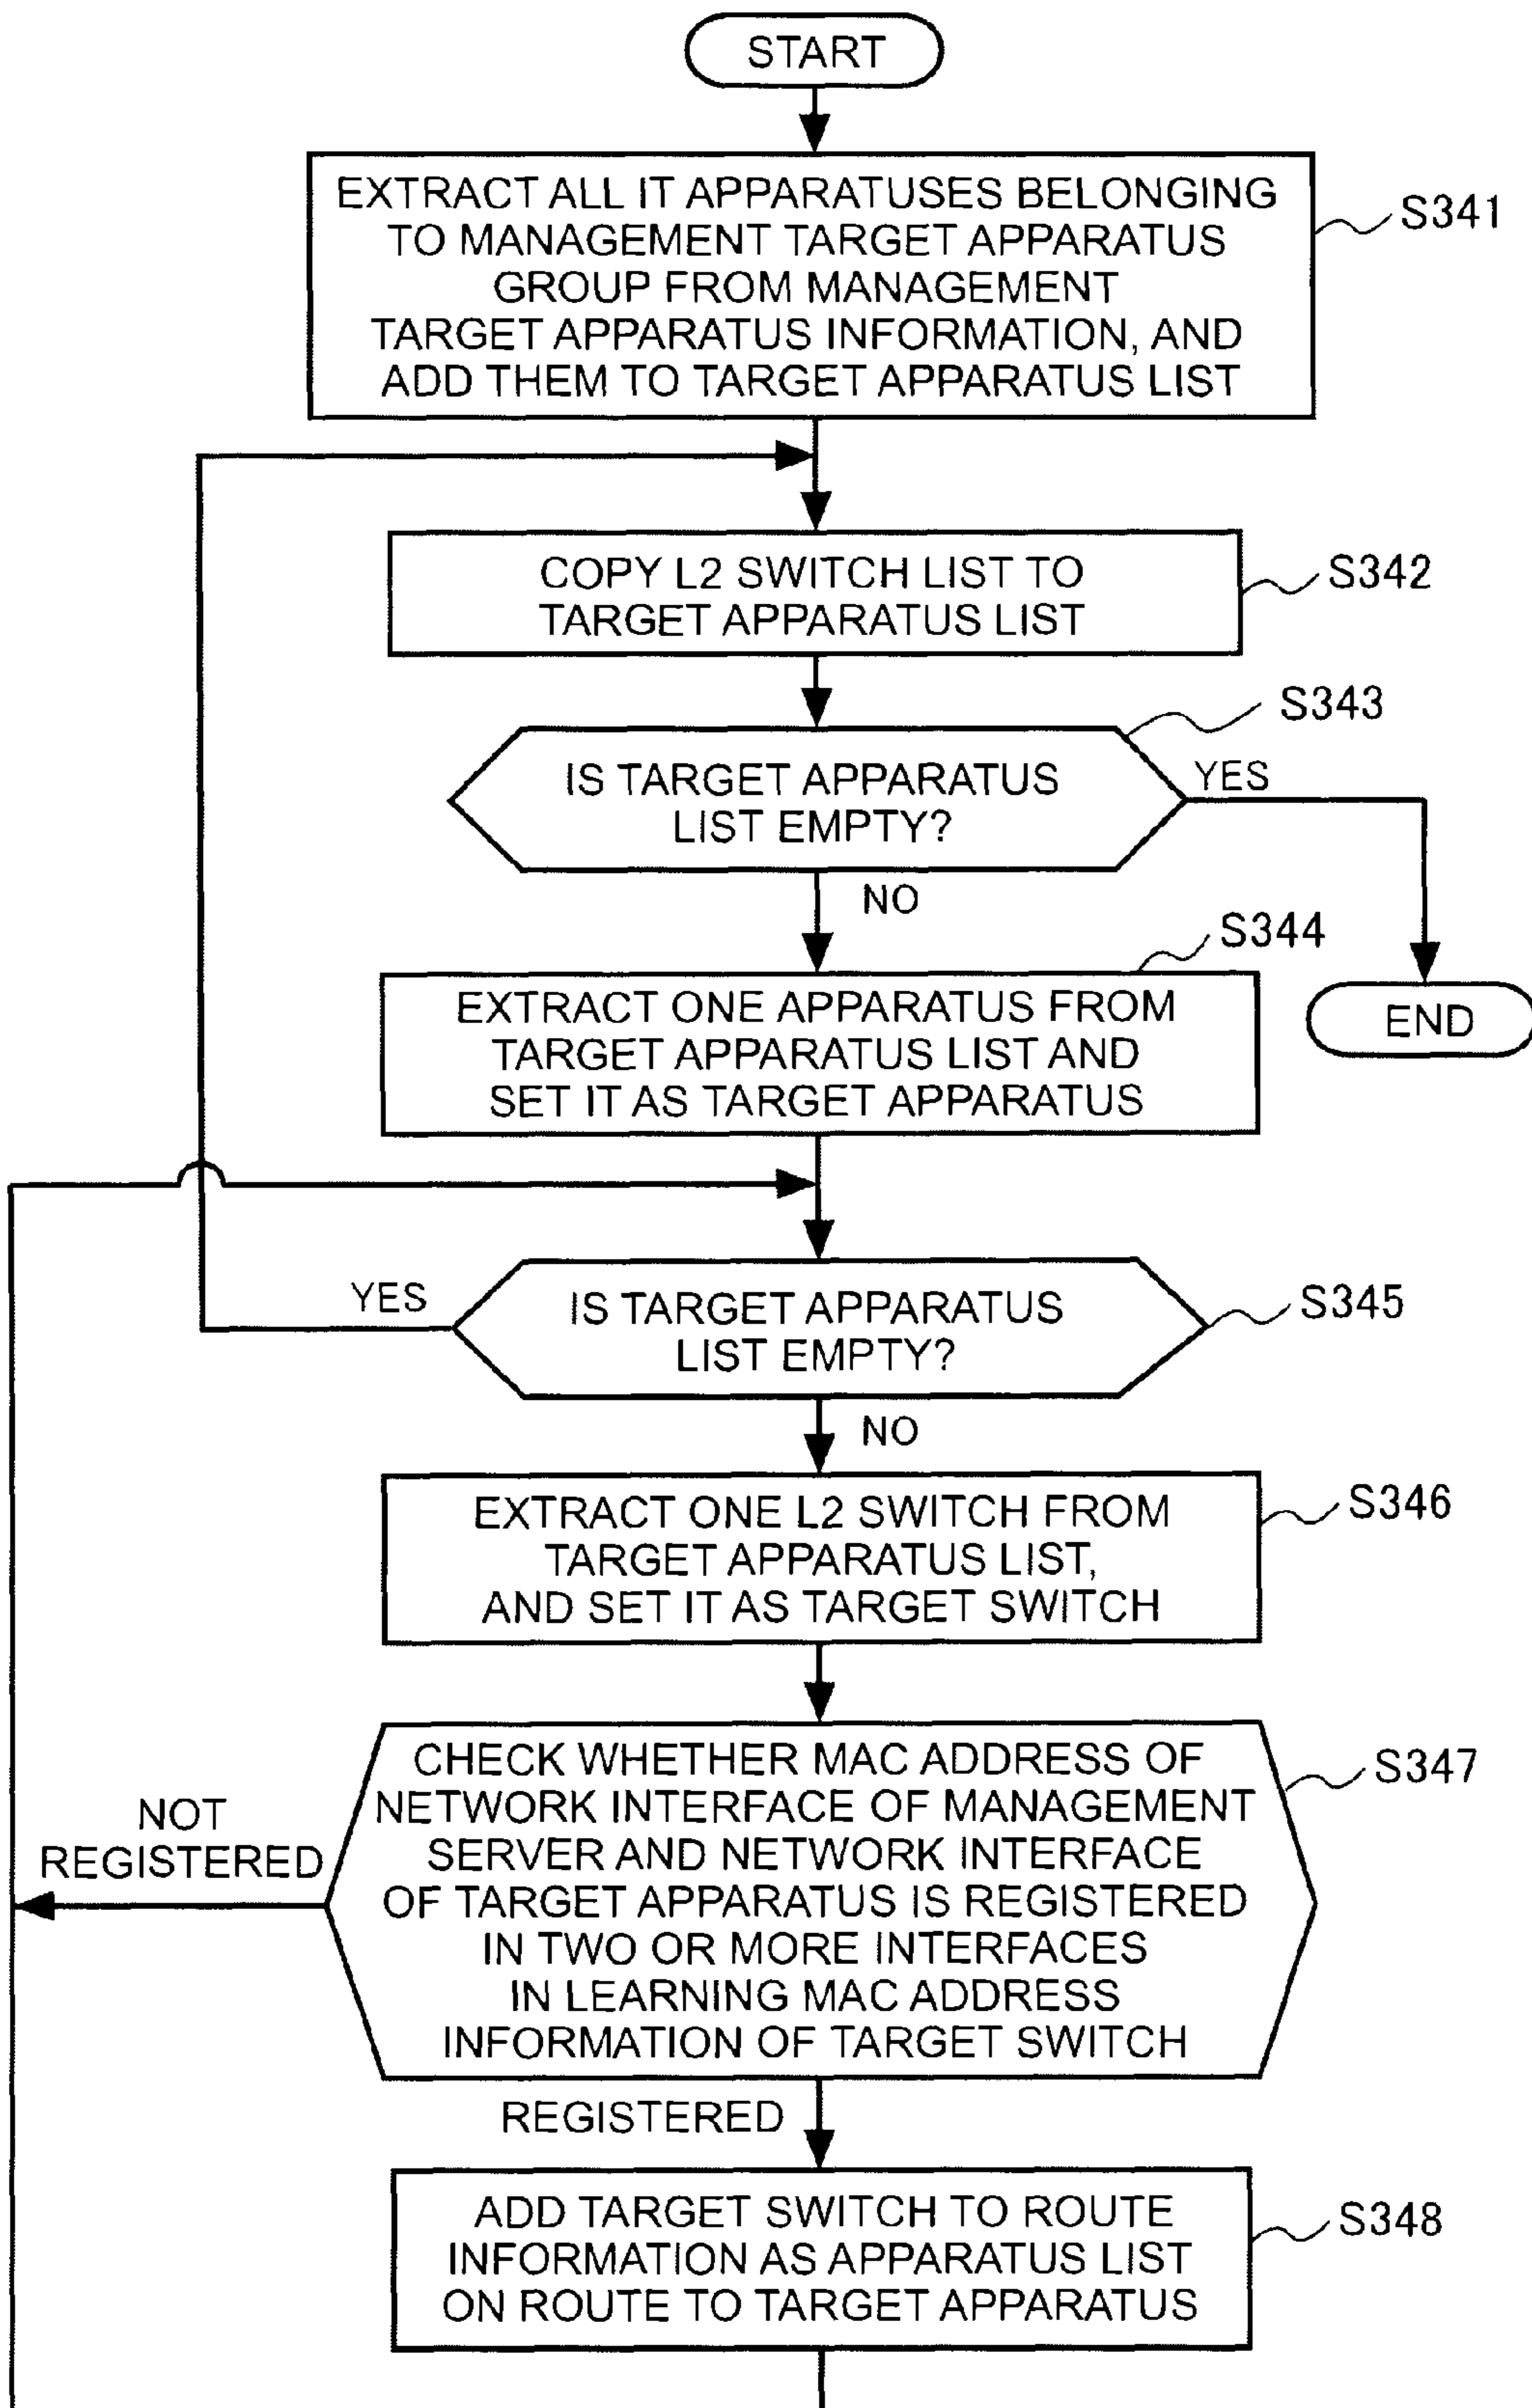 START
EXTRACT ALL IT APPARATUSES BELONGING
TO MANAGEMENT TARGET APPARATUS
GROUP FROM MANAGEMENT
TARGET APPARATUS INFORMATION, AND
ADD THEM TO TARGET APPARATUS LIST
S341
COPY L2 SWITCH LIST TO
TARGET APPARATUS LIST
S342
S343
IS TARGET APPARATUS
LIST EMPTY?
YES
NO
S344
EXTRACT ONE APPARATUS FROM
TARGET APPARATUS LIST AND
SET IT AS TARGET APPARATUS
END
YES
IS TARGET APPARATUS
LIST EMPTY?
S345
NO
EXTRACT ONE L2 SWITCH FROM
TARGET APPARATUS LIST,
AND SET IT AS TARGET SWITCH
S346
CHECK WHETHER MAC ADDRESS OF
NETWORK INTERFACE OF MANAGEMENT
SERVER AND NETWORK INTERFACE
OF TARGET APPARATUS IS REGISTERED
IN TWO OR MORE INTERFACES
IN LEARNING MAC ADDRESS
INFORMATION OF TARGET SWITCH
S347
NOT
REGISTERED
REGISTERED
ADD TARGET SWITCH TO ROUTE
INFORMATION AS APPARATUS LIST
ON ROUTE TO TARGET APPARATUS
S348